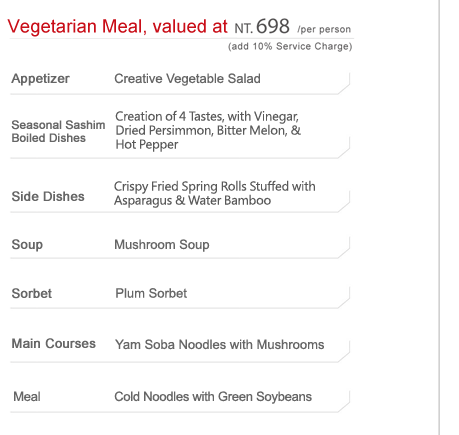 Vegetarian Meal, valued at NT. 698 /per person
(add 10% Service Charge)
Appetizer Creative Vegetable Salad
Seasonal Sashim
Boiled Dishes
Creation of 4 Tastes, with Vinegar,
Dried Persimmon, Bitter Melon, &
Hot Pepper
Side Dishes
Crispy Fried Spring Rolls Stuffed with
Asparagus & Water Bamboo
Soup Mushroom Soup
Sorbet Plum Sorbet
Main Courses Yam Soba Noodles with Mushrooms
Meal Cold Noodles with Green Soybeans